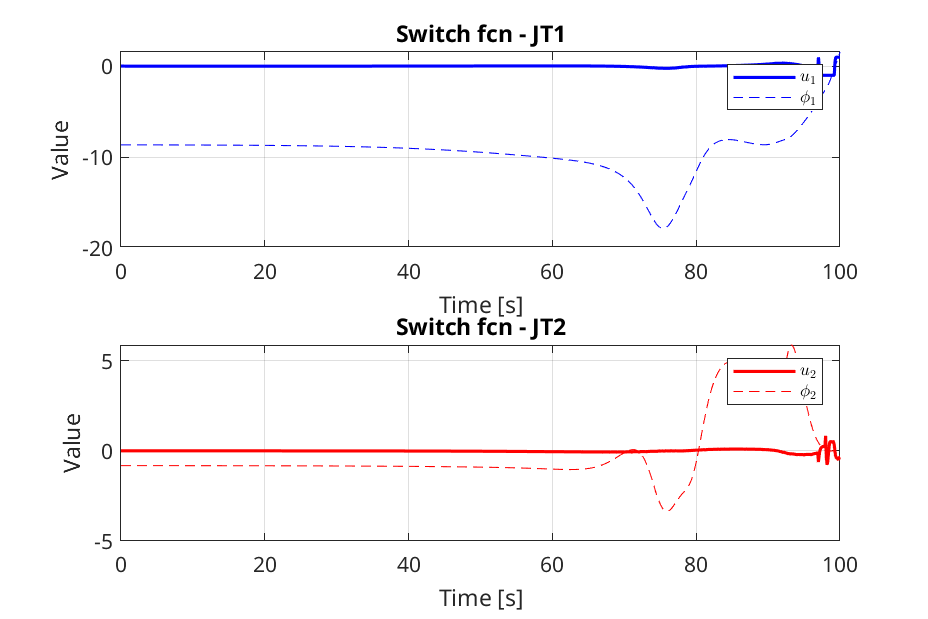 Switch fcn - JT1
0
-10
-20
Value
u₁
ϕ₁
0 20 40 60 80 100
Time [s]
Switch fcn - JT2
5
0
-5
Value
u₂
ϕ₂
0 20 40 60 80 100
Time [s]